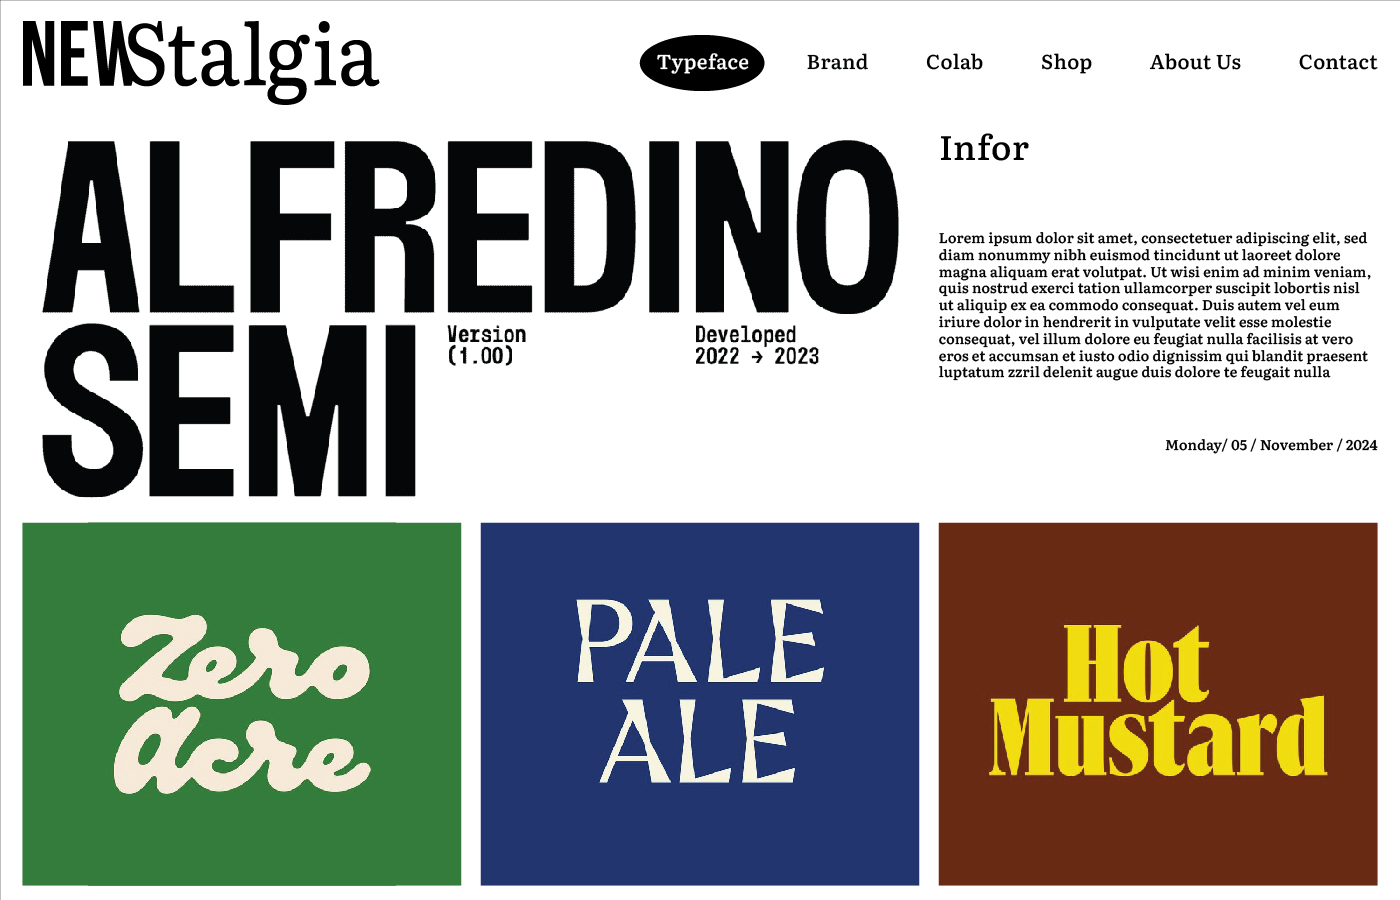 NEWStalgia
Typeface Brand Colab Shop About Us Contact
ALFREDINO
SEMI
Version
(1.00)
Developed
2022 → 2023
Infor
Lorem ipsum dolor sit amet, consectetuer adipiscing elit, sed
diam nonummy nibh euismod tincidunt ut laoreet dolore
magna aliquam erat volutpat. Ut wisi enim ad minim veniam,
quis nostrud exerci tation ullamcorper suscipit lobortis nisl
ut aliquip ex ea commodo consequat. Duis autem vel eum
iriure dolor in hendrerit in vulputate velit esse molestie
consequat, vel illum dolore eu feugiat nulla facilisis at vero
eros et accumsan et iusto odio dignissim qui blandit praesent
luptatum zzril delenit augue duis dolore te feugait nulla
Monday/ 05 / November / 2024
Zero
Acre
PALE
ALE
Hot
Mustard